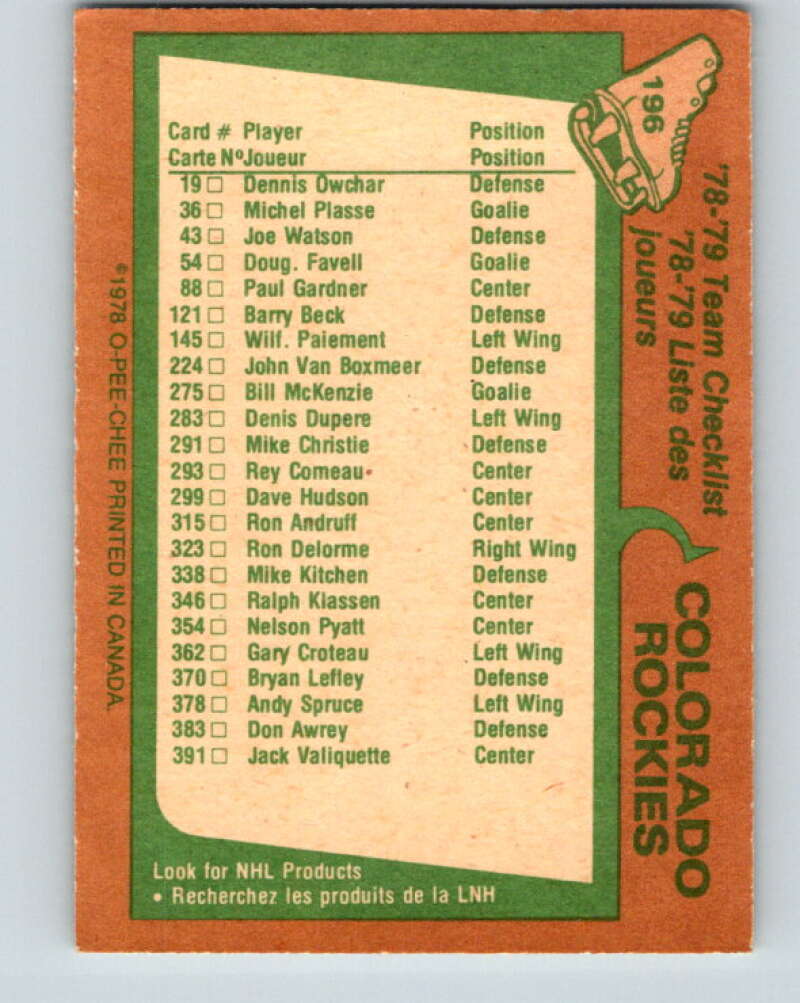 Card # Player Position
Carte NºJoueur Position
19 □ Dennis Owchar Defense
36 □ Michel Plasse Goalie
43 □ Joe Watson Defense
54 □ Doug. Favell Goalie
88 □ Paul Gardner Center
121 □ Barry Beck Defense
145 □ Wilf. Paiement Left Wing
224 □ John Van Boxmeer Defense
275 □ Bill McKenzie Goalie
283 □ Denis Dupere Left Wing
291 □ Mike Christie Defense
293 □ Rey Comeau Center
299 □ Dave Hudson Center
315 □ Ron Andruff Center
323 □ Ron Delorme Right Wing
338 □ Mike Kitchen Defense
346 □ Ralph Klassen Center
354 □ Nelson Pyatt Center
362 □ Gary Croteau Left Wing
370 □ Bryan Lefley Defense
378 □ Andy Spruce Left Wing
383 □ Don Awrey Defense
391 □ Jack Valiquette Center
Look for NHL Products
• Recherchez les produits de la LNH
196
'78-'79 Team Checklist
'78-'79 Liste des
joueurs
COLORADO
ROCKIES
©1978 O-PEE-CHEE PRINTED IN CANADA.